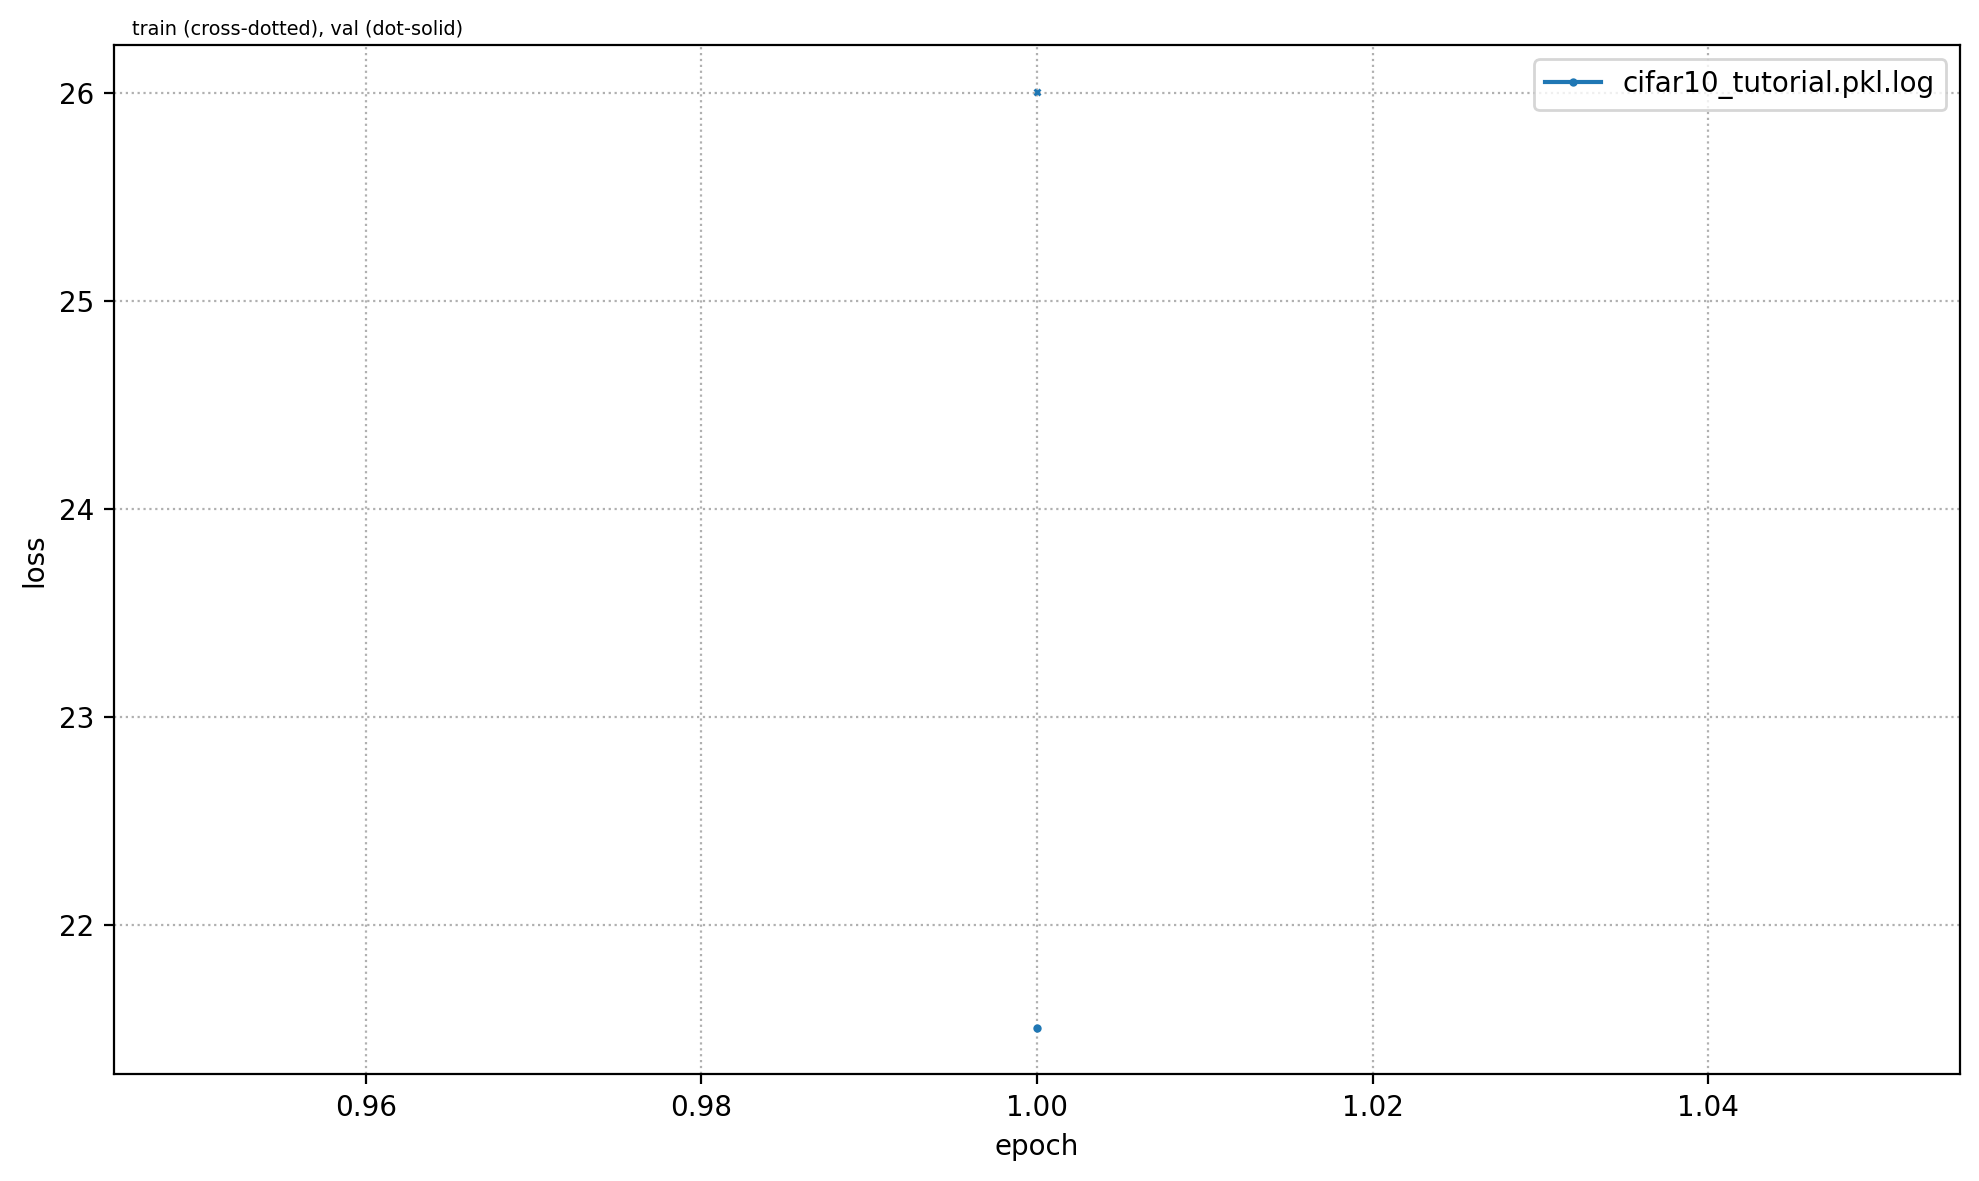 train (cross-dotted), val (dot-solid)
cifar10_tutorial.pkl.log
26
25
24
23
22
loss
0.96 0.98 1.00 1.02 1.04
epoch